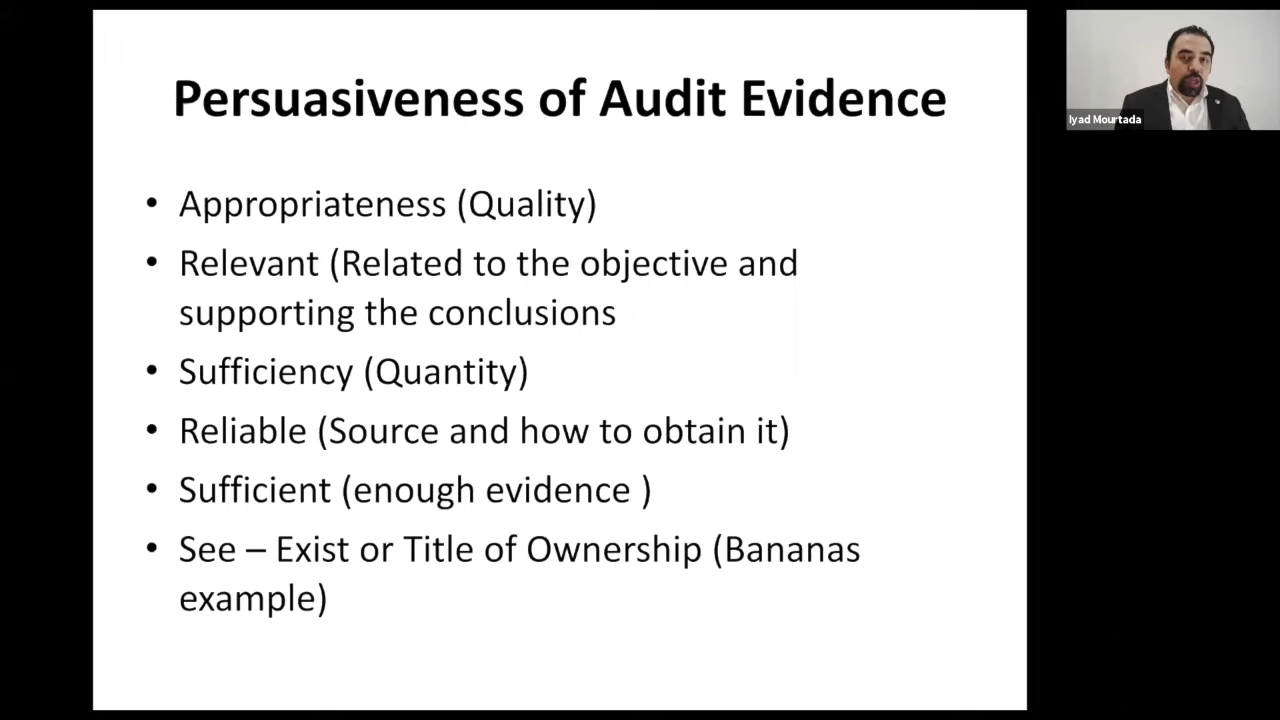 Persuasiveness of Audit Evidence
• Appropriateness (Quality)
• Relevant (Related to the objective and
supporting the conclusions
• Sufficiency (Quantity)
• Reliable (Source and how to obtain it)
• Sufficient (enough evidence )
• See – Exist or Title of Ownership (Bananas
example)
Iyad Mourtada